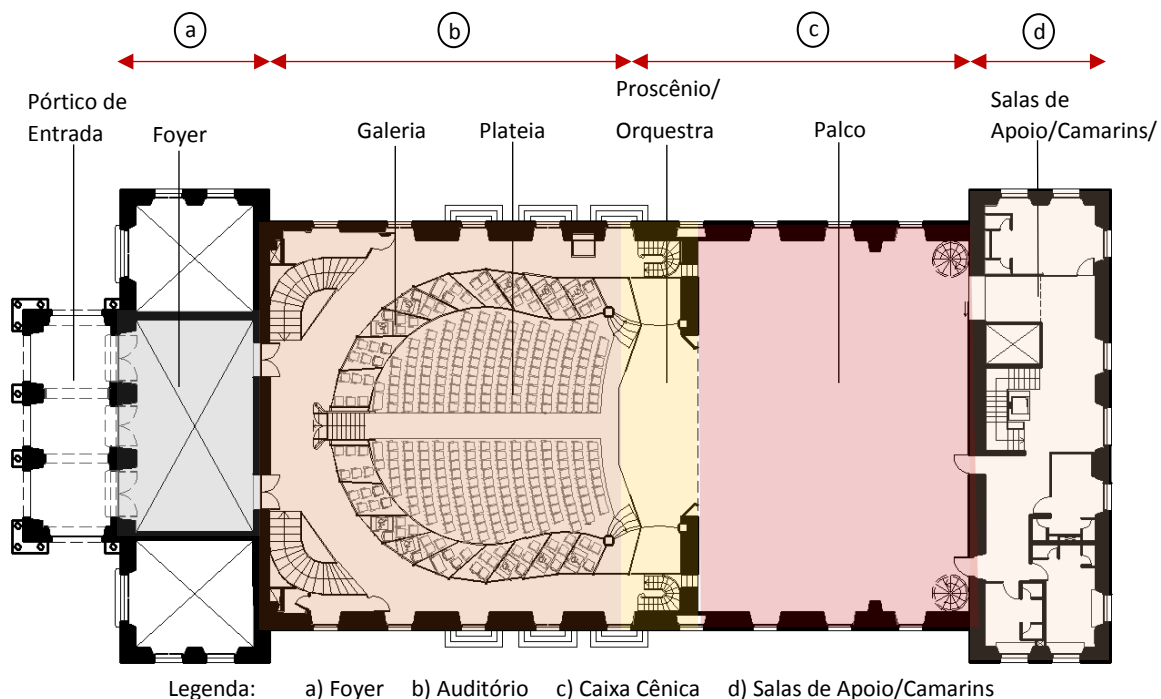 a b c d
Pórtico de
Entrada
Foyer
Galeria
Plateia
Proscênio/
Orquestra
Palco
Salas de
Apoio/Camarins/
Legenda: a) Foyer b) Auditório c) Caixa Cênica d) Salas de Apoio/Camarins